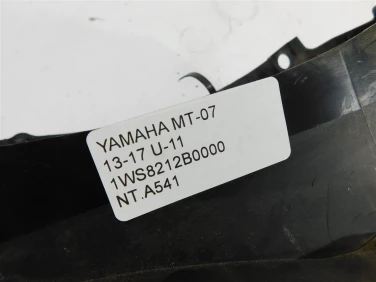 YAMAHA MT-07
13-17 U-11
1WS8212B0000
NT.A541